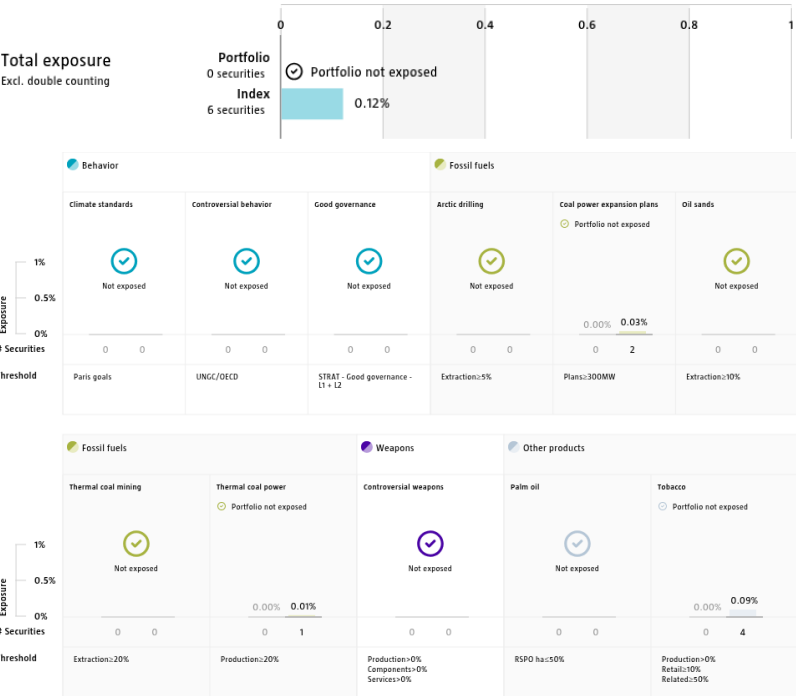 0 0.2 0.4 0.6 0.8 1
Total exposure
Excl. double counting
Portfolio
0 securities
Portfolio not exposed
Index
6 securities
0.12%
Behavior
Fossil fuels
Climate standards
Controversial behavior
Good governance
Arctic drilling
Coal power expansion plans
Oil sands
Portfolio not exposed
Not exposed
Not exposed
Not exposed
Not exposed
Not exposed
Exposure
1%
0.5%
0%
0.00% 0.03%
# Securities
0 0
0 0
0 0
0 0
0 2
0 0
hreshold
Paris goals
UNGC/OECD
STRAT - Good governance -
L1 + L2
Extraction≥5%
Plans≥300MW
Extraction≥10%
Fossil fuels
Weapons
Other products
Thermal coal mining
Thermal coal power
Controversial weapons
Palm oil
Tobacco
Portfolio not exposed
Portfolio not exposed
Not exposed
Not exposed
Not exposed
Exposure
1%
0.5%
0%
0.00% 0.01%
0.00% 0.09%
# Securities
0 0
0 1
0 0
0 0
0 4
hreshold
Extraction≥20%
Production≥20%
Production>0%
Components>0%
Services>0%
RSPO ha≤50%
Production>0%
Retail≥10%
Related≥50%